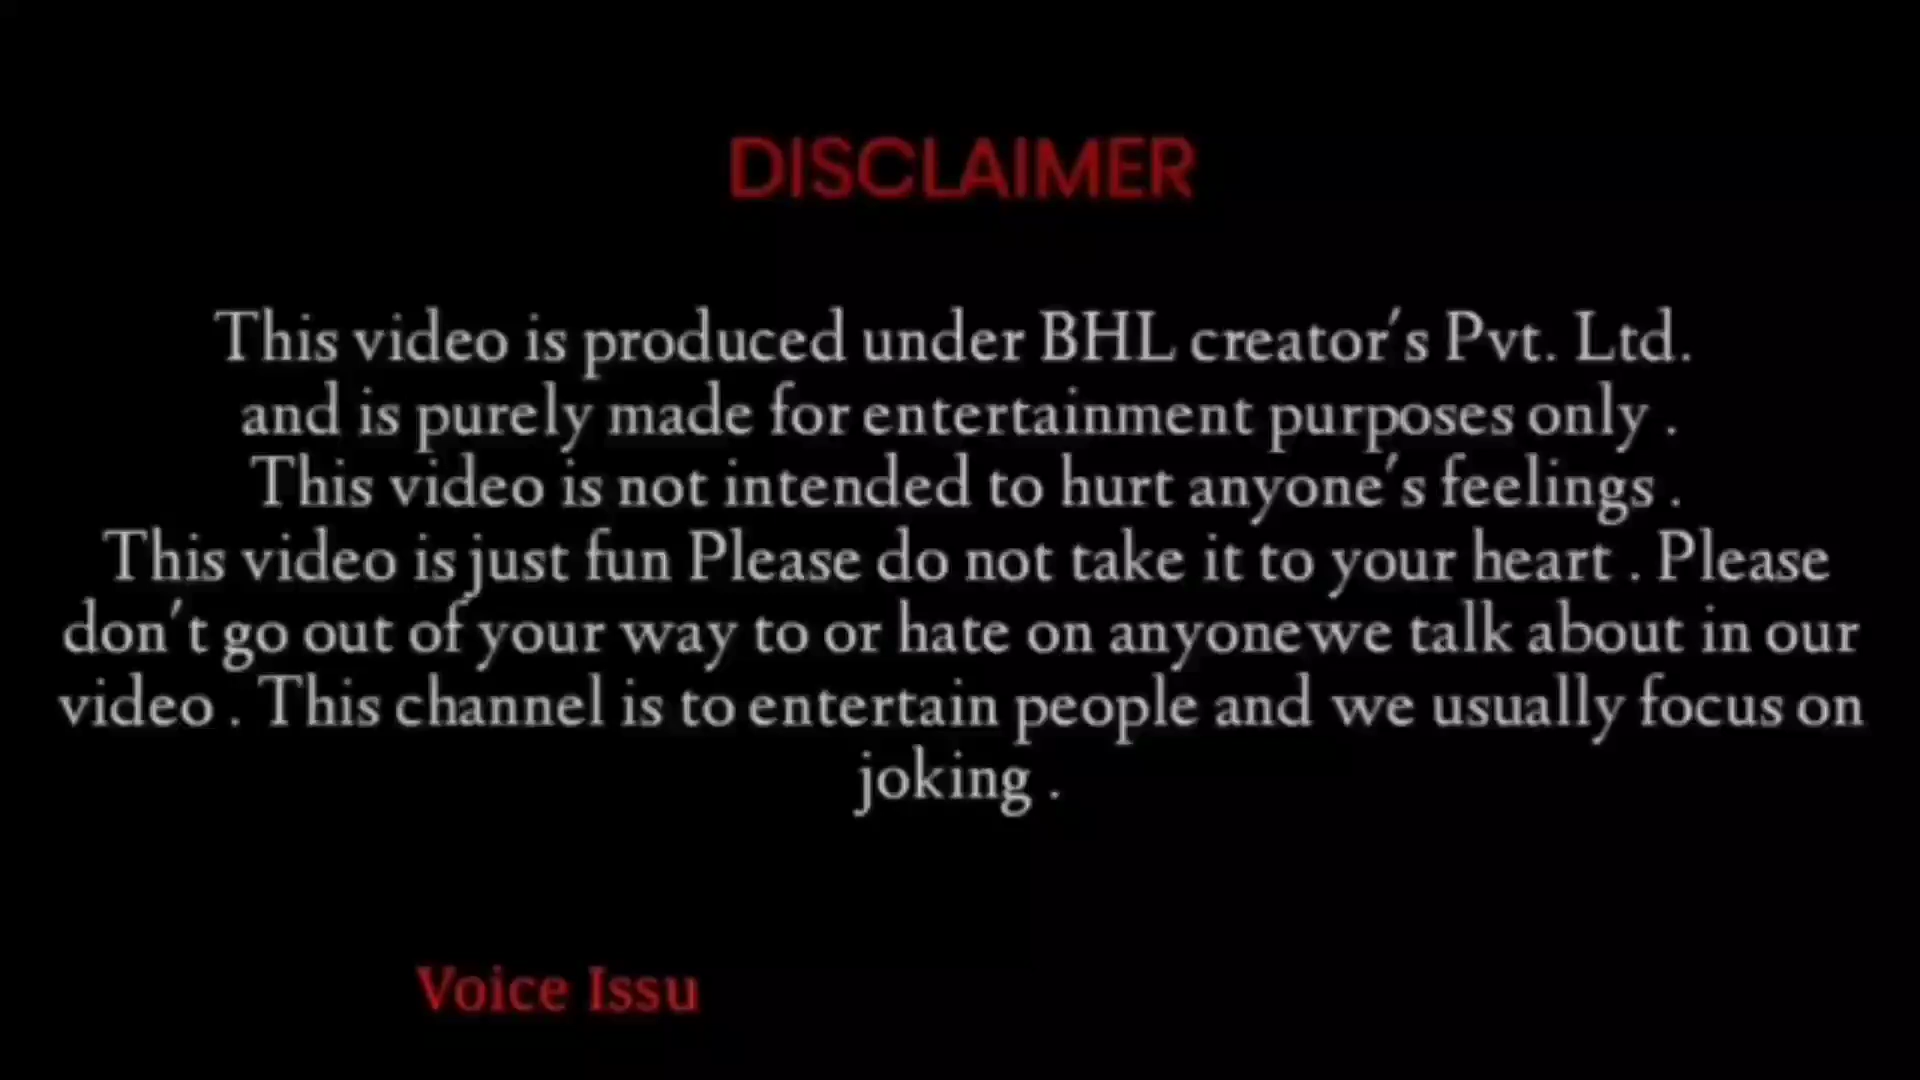 DISCLAIMER
This video is produced under BHL creator's Pvt. Ltd.
and is purely made for entertainment purposes only .
This video is not intended to hurt anyone's feelings .
This video is just fun Please do not take it to your heart . Please
don't go out of your way to or hate on anyonewe talk about in our
video . This channel is to entertain people and we usually focus on
joking .
Voice Issu